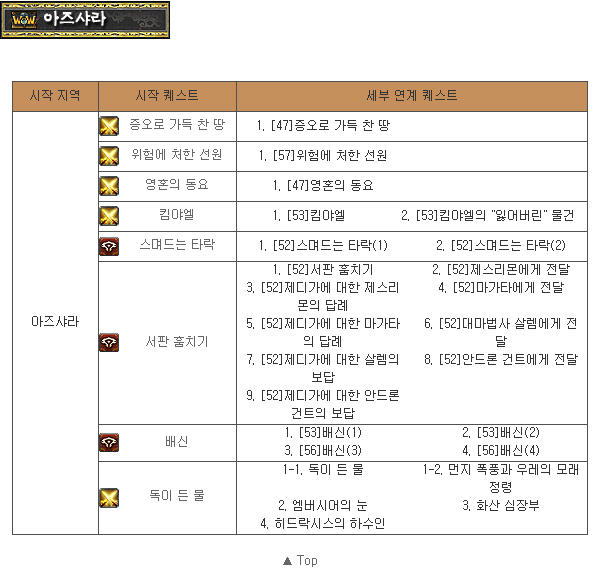 WOW 아즈샤라
시작 지역 시작 퀘스트 세부 연계 퀘스트
아즈샤라
증오로 가득 찬 땅 1. [47]증오로 가득 찬 땅
위험에 처한 선원 1. [57]위험에 처한 선원
영혼의 동요 1. [47]영혼의 동요
킴야엘 1. [53]킴야엘 2. [53]킴야엘의 "잃어버린" 물건
스며드는 타락 1. [52]스며드는 타락(1) 2. [52]스며드는 타락(2)
서판 훔치기
1. [52]서판 훔치기 2. [52]제스리몬에게 전달
3. [52]제디가에 대한 제스리
몬의 답례
4. [52]마가타에게 전달
5. [52]제디가에 대한 마가타
의 답례
6. [52]대마법사 살렘에게 전
달
7. [52]제디가에 대한 살렘의
보답
8. [52]안드론 건트에게 전달
9. [52]제디가에 대한 안드론
건트의 보답
배신
1. [53]배신(1) 2. [53]배신(2)
3. [56]배신(3) 4. [56]배신(4)
독이 든 물
1-1. 독이 든 물
1-2. 먼지 폭풍과 우레의 모래
정령
2. 엠버시어의 눈 3. 화산 심장부
4. 히드락시스의 하수인
▲ Top